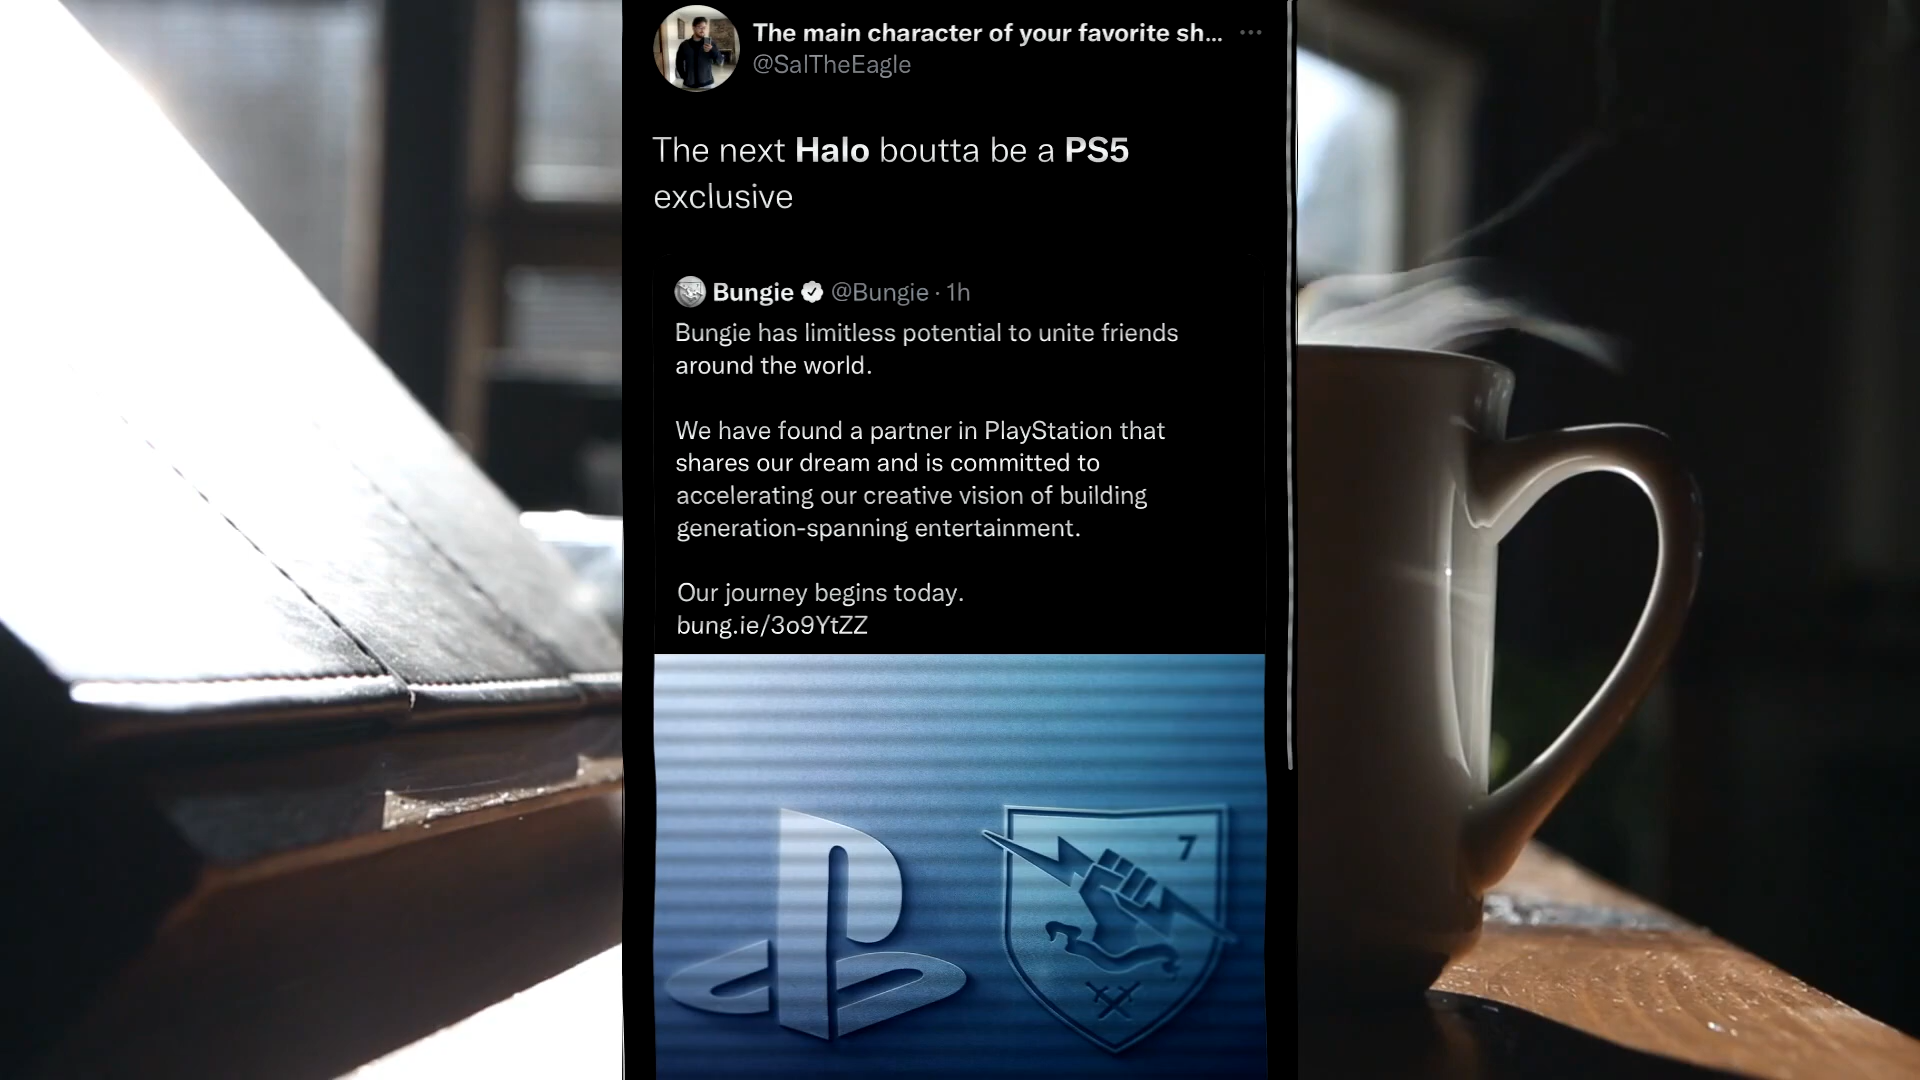 The main character of your favorite sh...
@SalTheEagle
The next Halo boutta be a PS5
exclusive
Bungie @Bungie · 1h
Bungie has limitless potential to unite friends
around the world.
We have found a partner in PlayStation that
shares our dream and is committed to
accelerating our creative vision of building
generation-spanning entertainment.
Our journey begins today.
bung.ie/3o9YtZZ
7